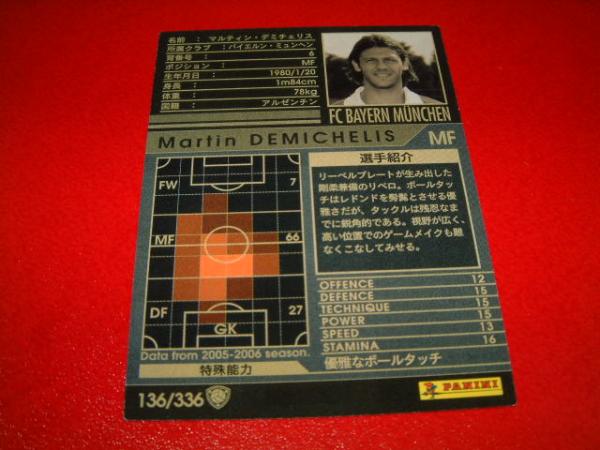 名前 : マルティン・デミチェリス
所属クラブ : バイエルン・ミュンヘン
背番号 : 6
ポジション : MF
生年月日 : 1980/1/20
身長 : 1m84cm
体重 : 78kg
国籍 : アルゼンチン
FC BAYERN MÜNCHEN
Martin DEMICHELIS MF
FW 7
MF 66
DF 27
GK
Data from 2005-2006 season.
選手紹介
リーベルプレートが生み出した
剛柔兼備のリベロ。ボールタッ
チはレドンドを髣髴とさせる優
雅さだが、タックルは残忍なま
でに鋭角的である。視野が広く、
高い位置でのゲームメイクも難
なくこなしてみせる。
OFFENCE 12
DEFENCE 15
TECHNIQUE 15
POWER 15
SPEED 13
STAMINA 16
特殊能力
優雅なボールタッチ
136/336
PANINI